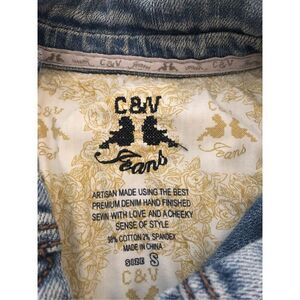 C&V
Jeans
C&V
Jeans
ARTISAN MADE USING THE BEST
PREMIUM DENIM HAND FINISHED
SEWN WITH LOVE AND A CHEEKY
SENSE OF STYLE
98% COTTON 2% SPANDEX
MADE IN CHINA
SIZE S
C&V